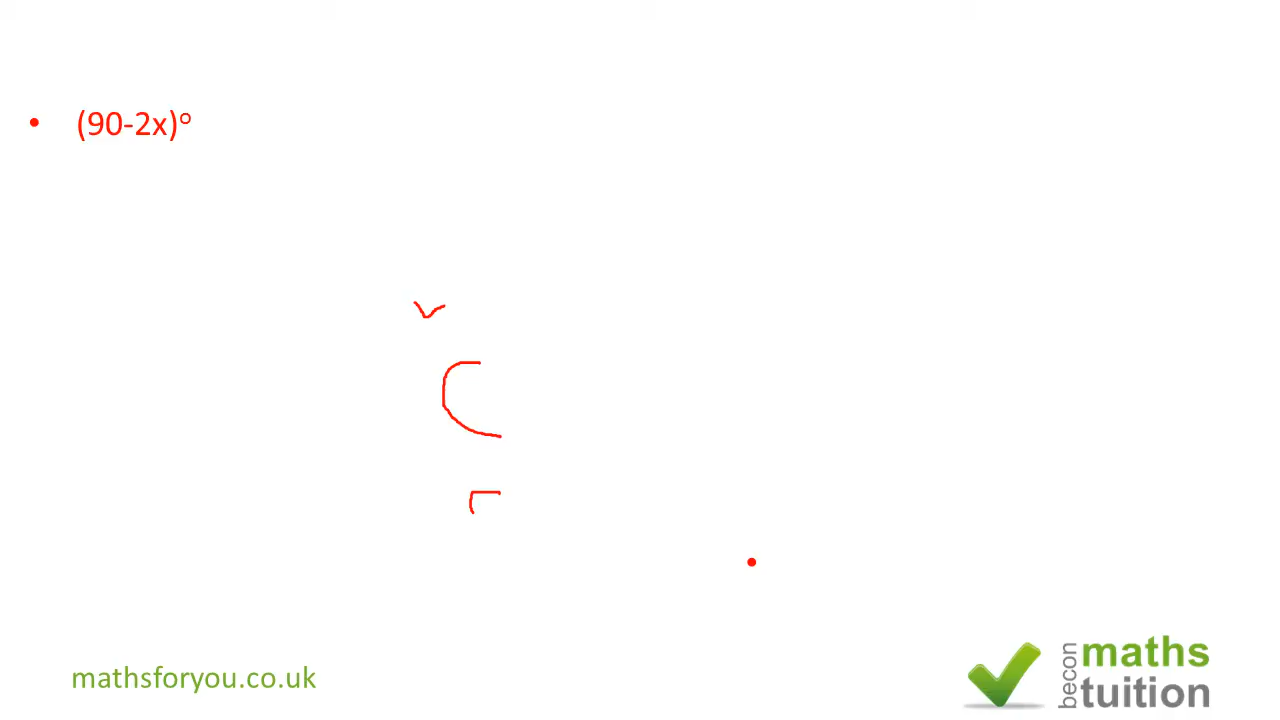 • (90-2x)º
mathsforyou.co.uk
becon maths tuition